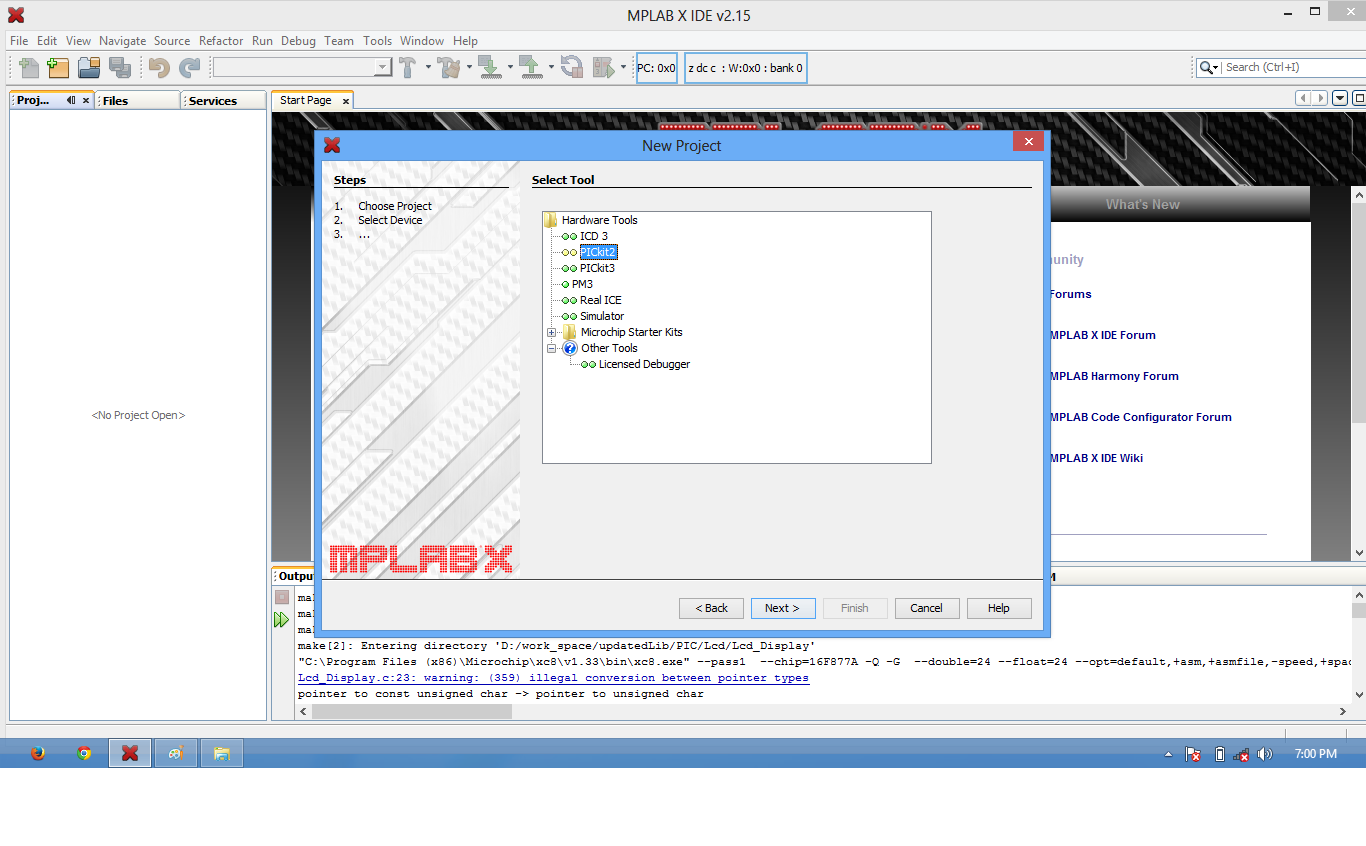 MPLAB X IDE v2.15
File Edit View Navigate Source Refactor Run Debug Team Tools Window Help
PC: 0x0
z dc c : W:0x0 : bank 0
Search (Ctrl+I)
Proj...
Files
Services
Start Page
New Project
What's New
Steps
1. Choose Project
2. Select Device
3. ...
Select Tool
Hardware Tools
ICD 3
PICkit2
PICkit3
PM3
Real ICE
Simulator
Microchip Starter Kits
Other Tools
Licensed Debugger
MPLAB X
< Back
Next >
Finish
Cancel
Help
<No Project Open>
Forums
MPLAB X IDE Forum
MPLAB Harmony Forum
MPLAB Code Configurator Forum
MPLAB X IDE Wiki
make[2]: Entering directory 'D:/work_space/updatedLib/PIC/Lcd/Lcd_Display'
"C:\Program Files (x86)\Microchip\xc8\v1.33\bin\xc8.exe" --pass1 --chip=16F877A -Q -G --double=24 --float=24 --opt=default,+asm,+asmfile,-speed,+spac
Lcd_Display.c:23: warning: (359) illegal conversion between pointer types
pointer to const unsigned char -> pointer to unsigned char
7:00 PM